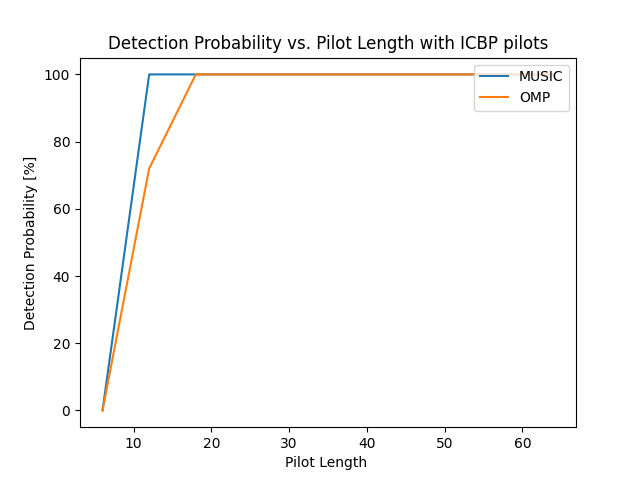 Detection Probability vs. Pilot Length with ICBP pilots
100
80
60
40
20
0
Detection Probability [%]
MUSIC
OMP
10
20
30
40
50
60
Pilot Length